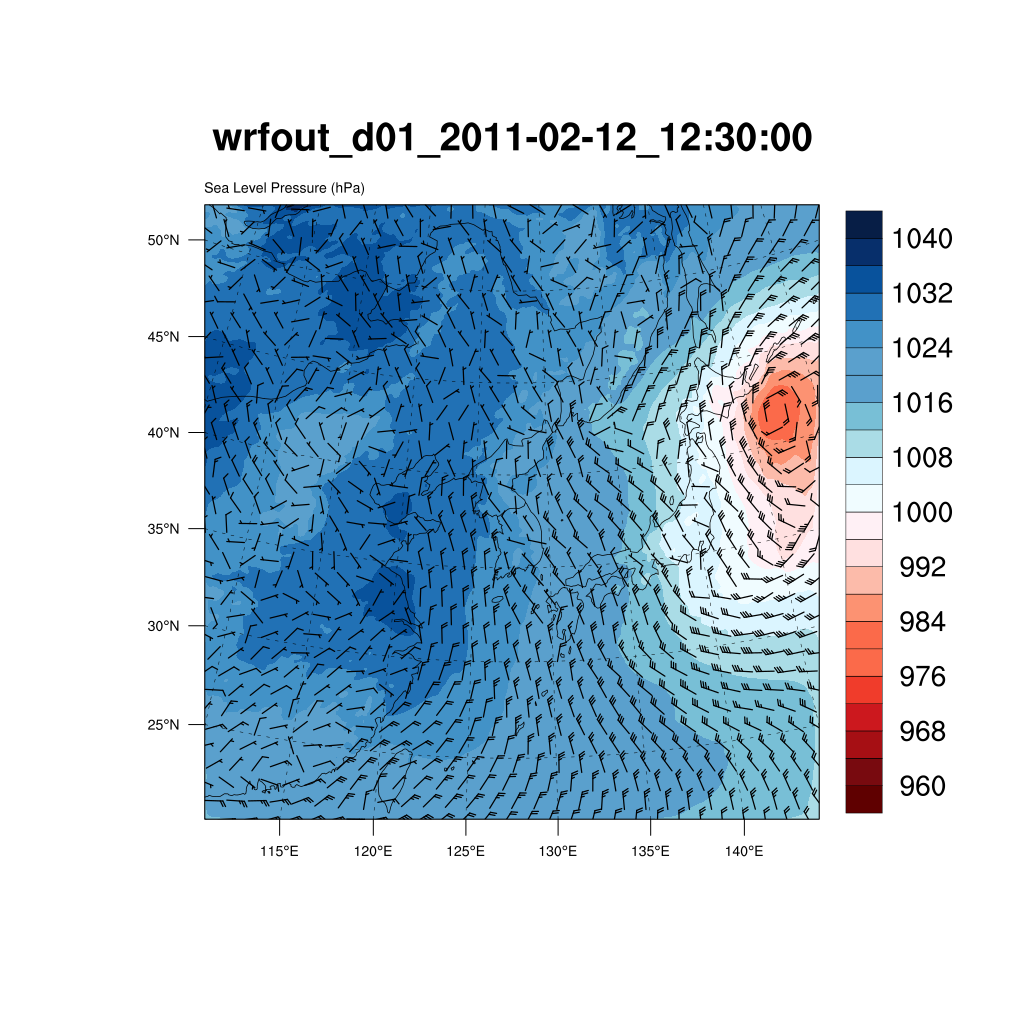 wrfout_d01_2011-02-12_12:30:00
Sea Level Pressure (hPa)
50°N
45°N
40°N
35°N
30°N
25°N
115°E
120°E
125°E
130°E
135°E
140°E
1040
1032
1024
1016
1008
1000
992
984
976
968
960